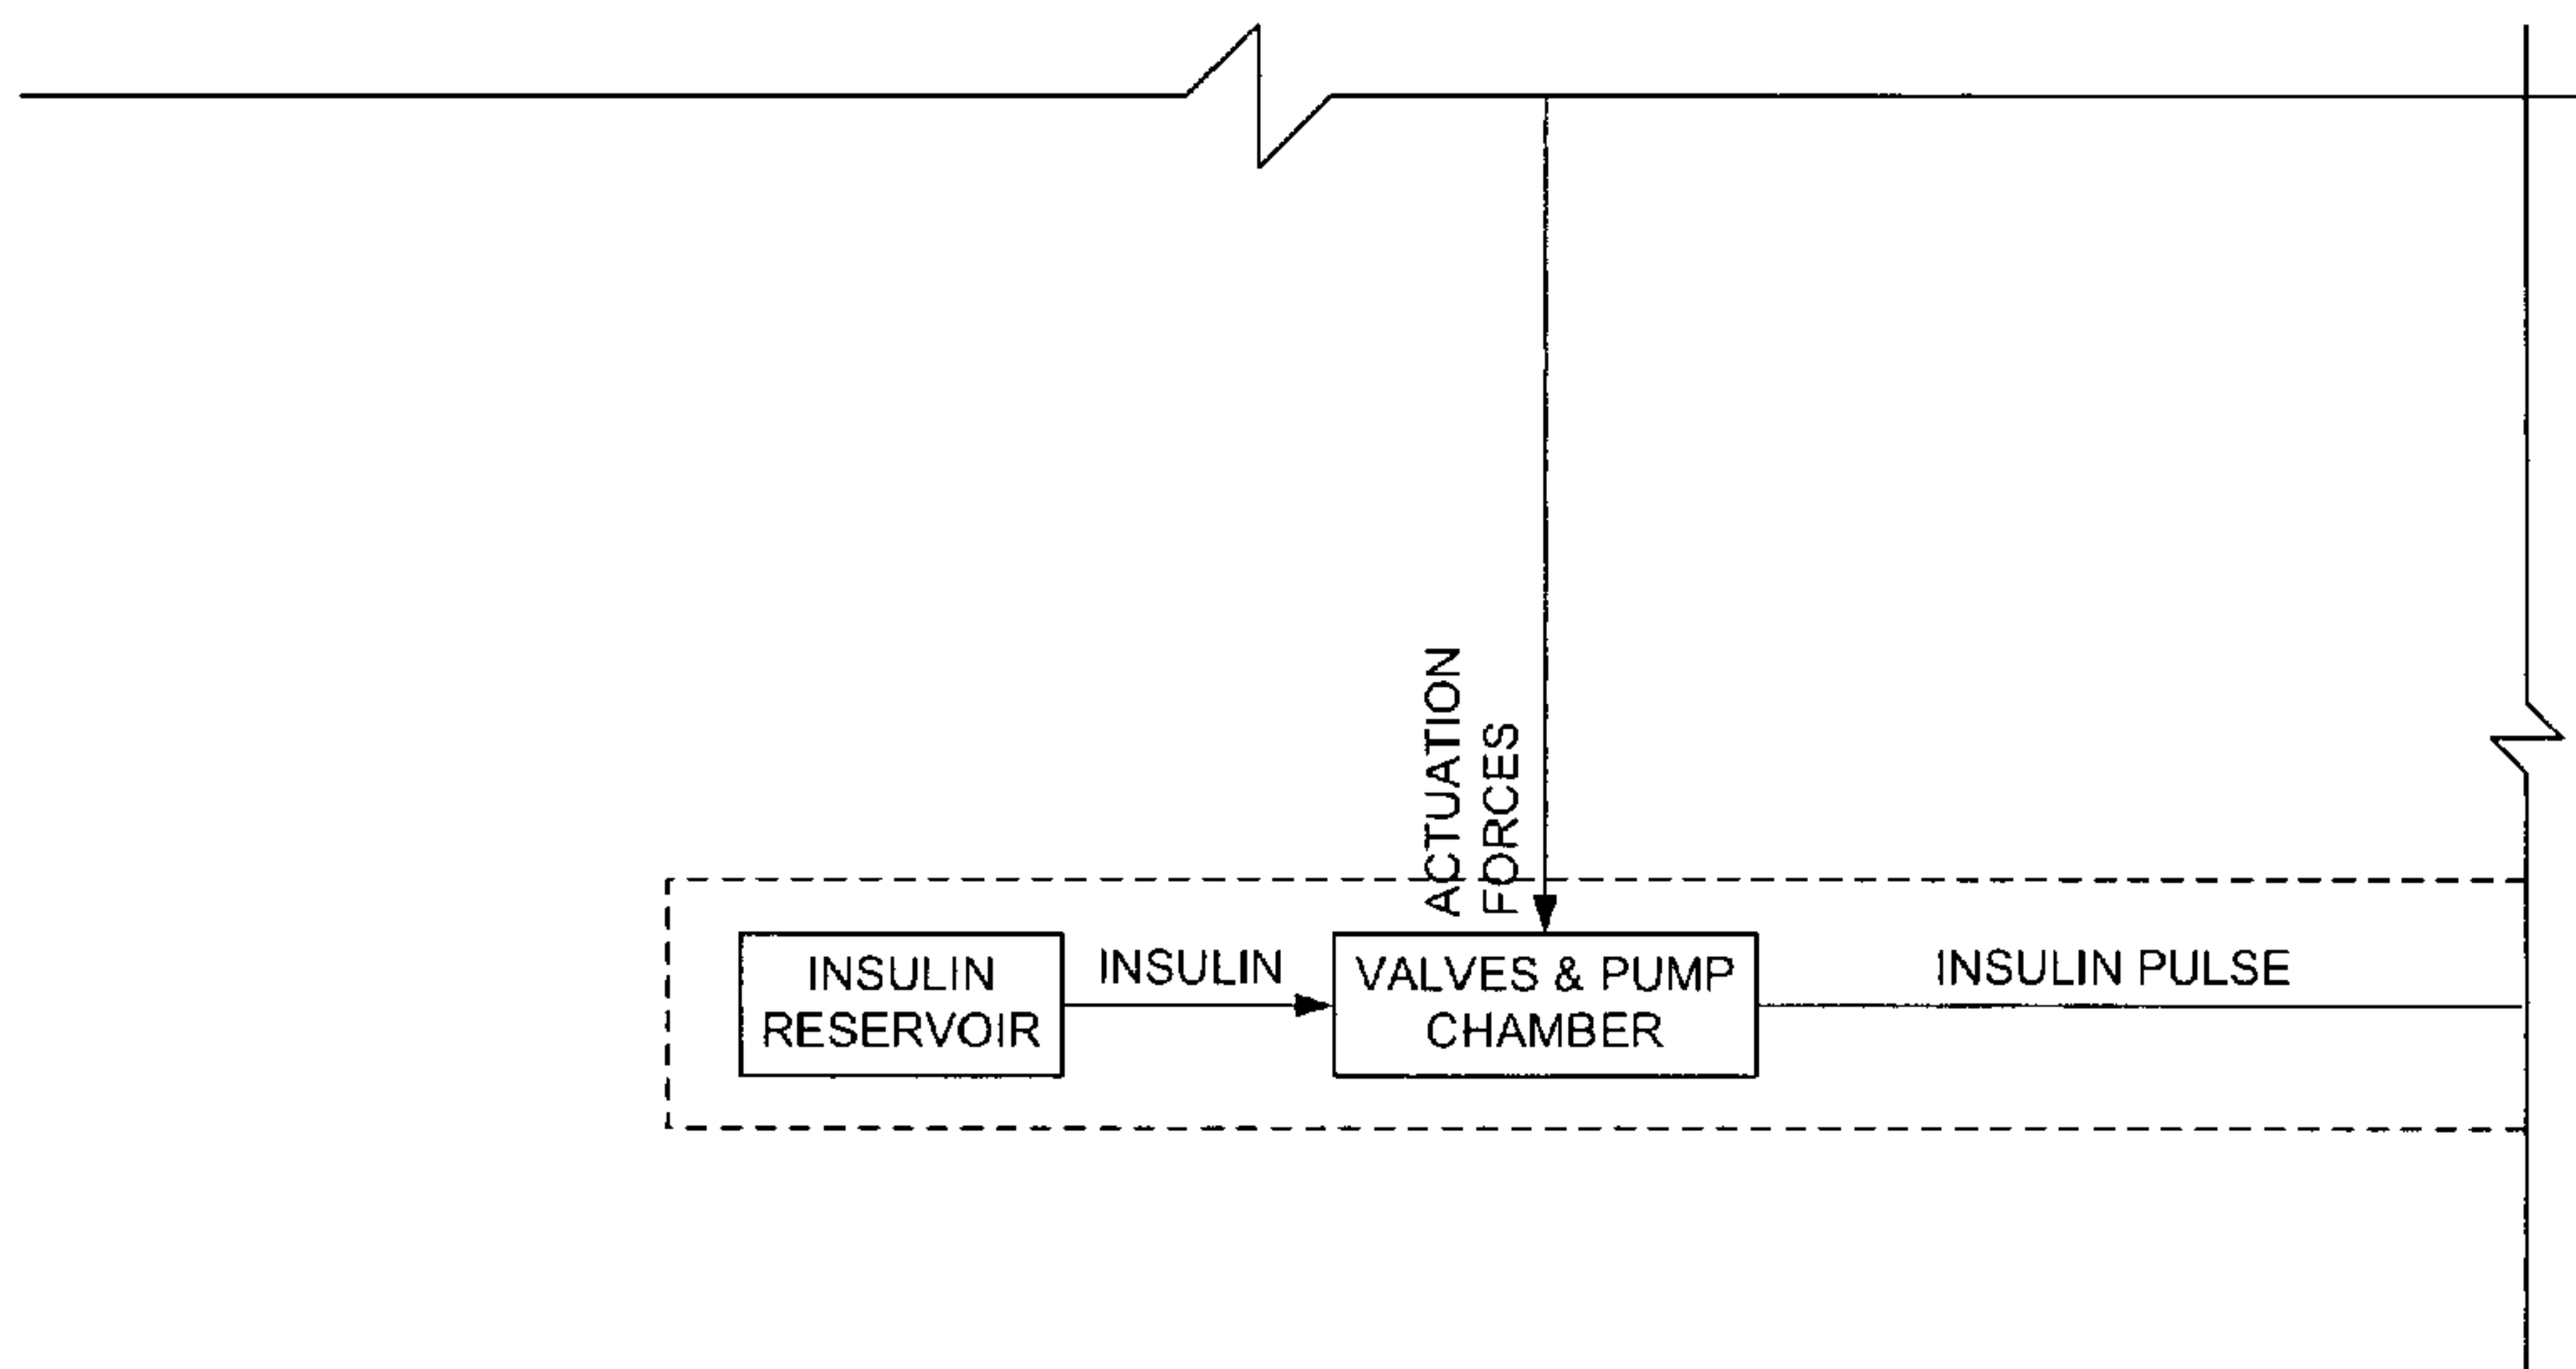 ACTUATION
FORCES
INSULIN
RESERVOIR
INSULIN
VALVES & PUMP
CHAMBER
INSULIN PULSE